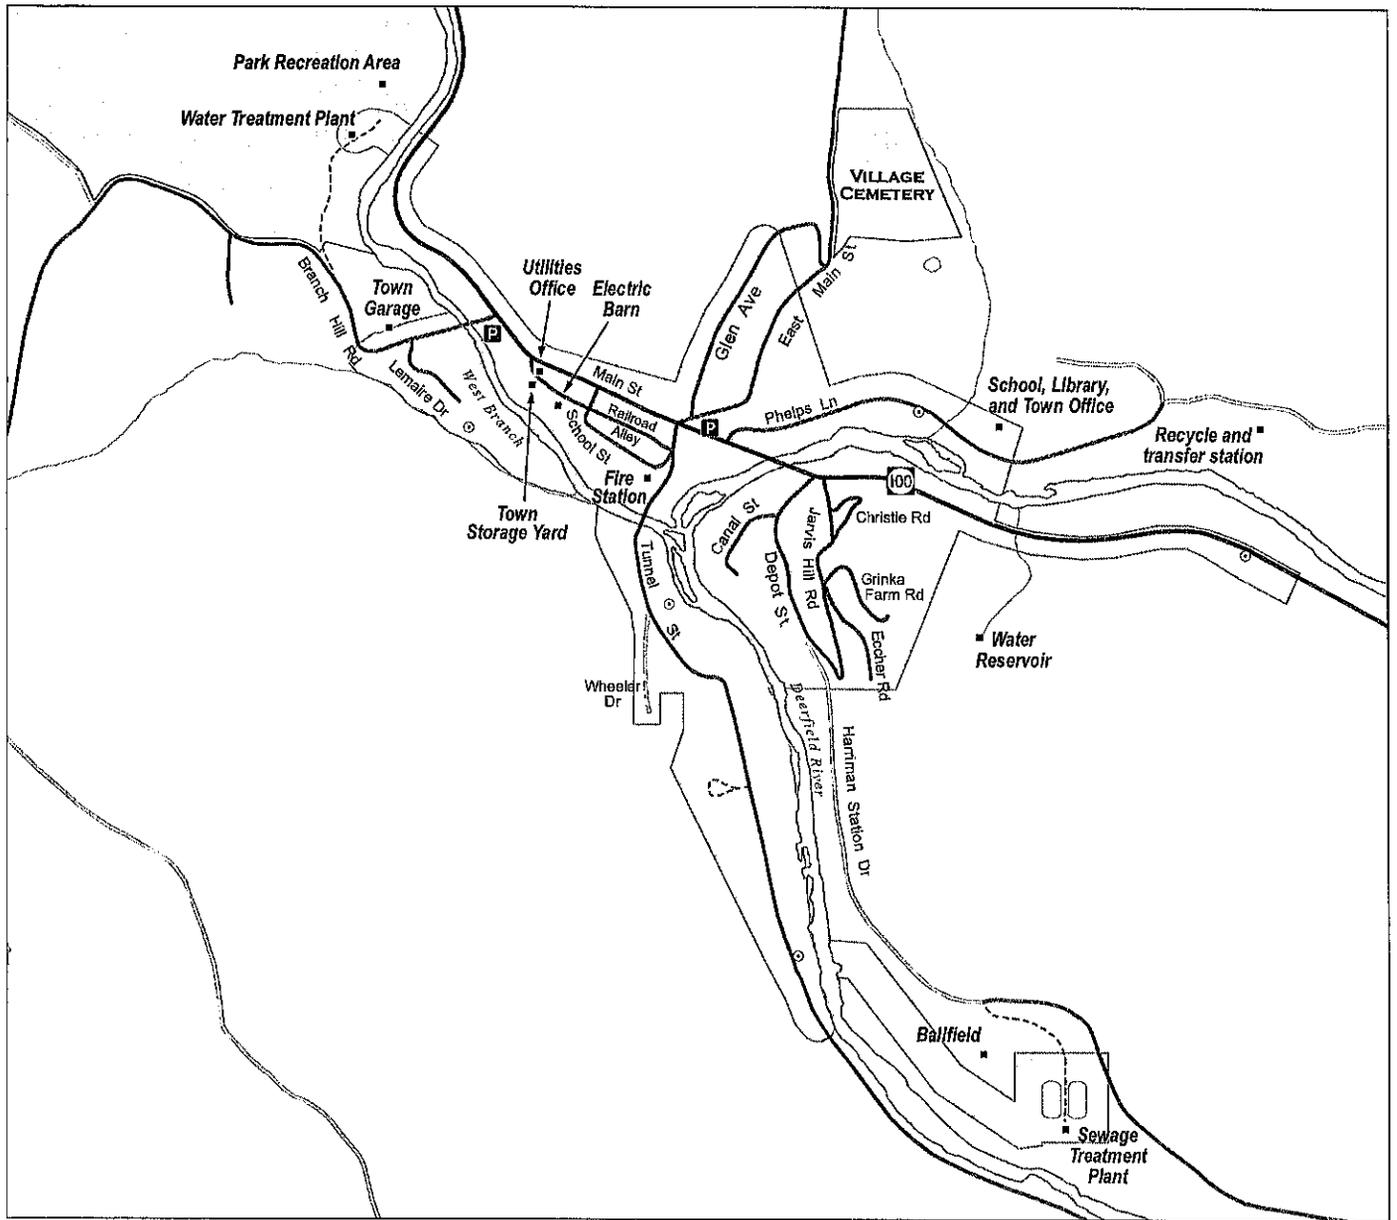 Park Recreation Area
Water Treatment Plant
VILLAGE
CEMETERY
Branch Hill Rd
Town
Garage
Utilities
Office
Electric
Barn
P
Glen Ave
East Main St
Lemaire Dr
West Branch
Main St
Railroad
Alley
School St
P
Phelps Ln
School, Library,
and Town Office
Recycle and
transfer station
Fire
Station
Town
Storage Yard
100
Canal St
Jarvis Hill Rd
Christie Rd
Tunnel St
Depot St
Grinka
Farm Rd
Eccher Rd
Water
Reservoir
Wheeler
Dr
Deerfield River
Harriman Station Dr
Ballfield
Sewage
Treatment
Plant